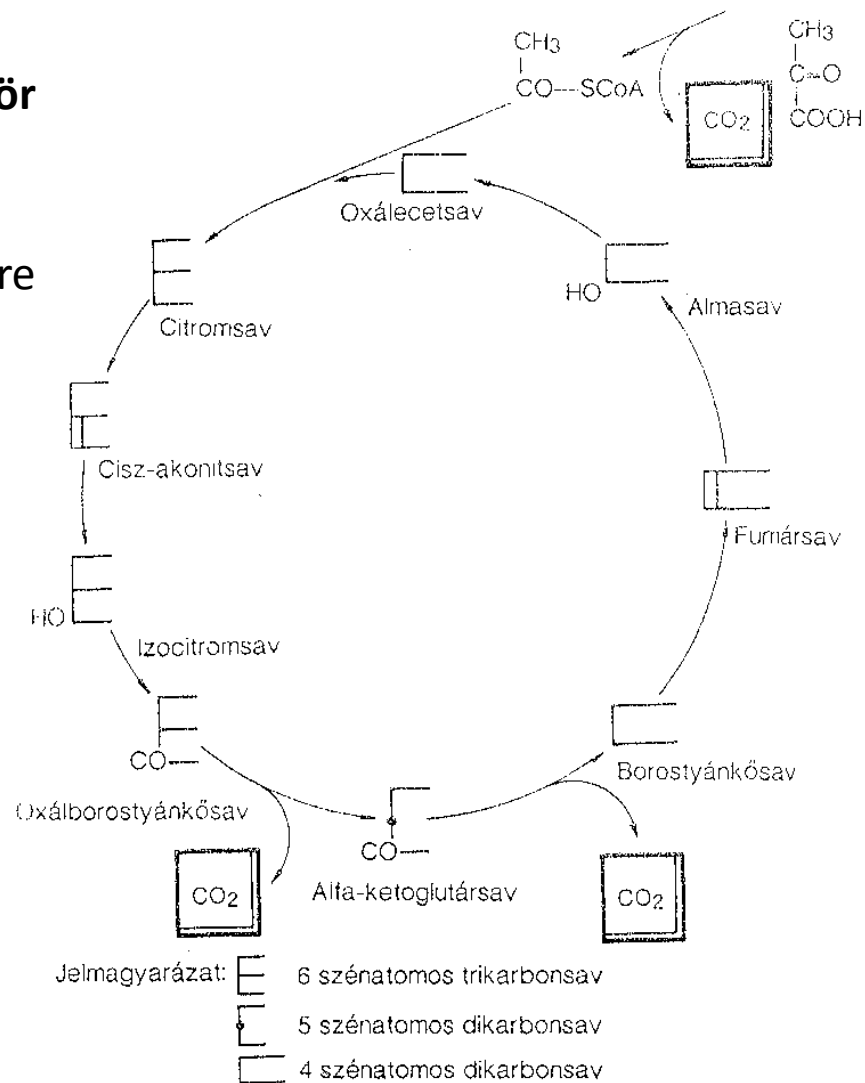 ör
re
CH3
CO---SCoA
CH3
C=O
COOH
CO2
Oxálecetsav
HO
Almasav
Citromsav
Cisz-akonitsav
Fumársav
HO
Izocitromsav
CO
Oxálborostyánkősav
Borostyánkősav
CO
Alfa-ketoglutársav
CO2
CO2
Jelmagyarázat:
6 szénatomos trikarbonsav
5 szénatomos dikarbonsav
4 szénatomos dikarbonsav